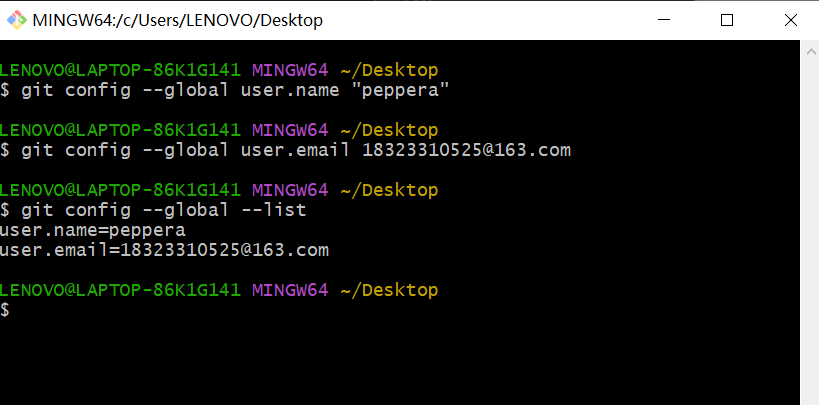 MINGW64:/c/Users/LENOVO/Desktop
LENOVO@LAPTOP-86K1G141 MINGW64 ~/Desktop
$ git config --global user.name "peppera"
LENOVO@LAPTOP-86K1G141 MINGW64 ~/Desktop
$ git config --global user.email 18323310525@163.com
LENOVO@LAPTOP-86K1G141 MINGW64 ~/Desktop
$ git config --global --list
user.name=peppera
user.email=18323310525@163.com
LENOVO@LAPTOP-86K1G141 MINGW64 ~/Desktop
$